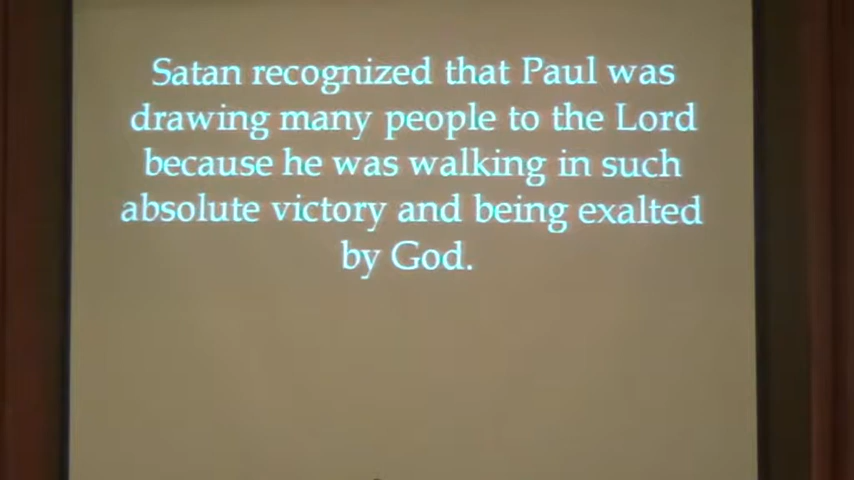 Satan recognized that Paul was
drawing many people to the Lord
because he was walking in such
absolute victory and being exalted
by God.